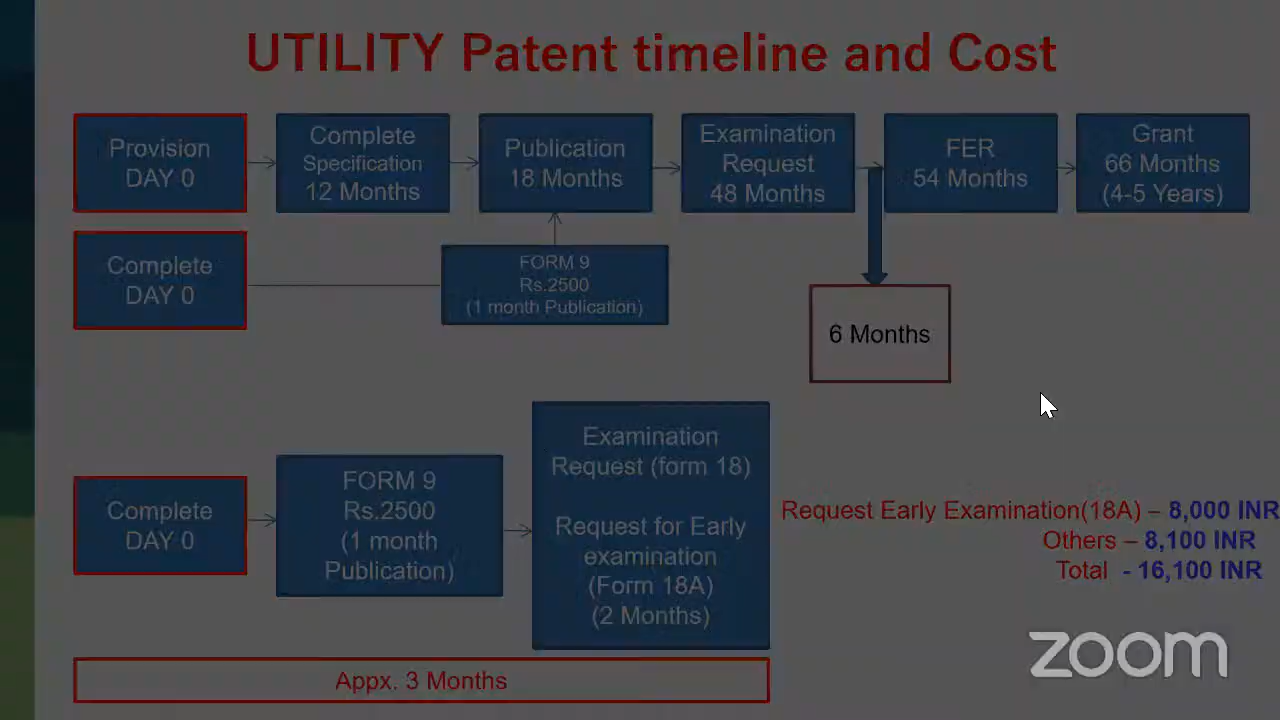 UTILITY Patent timeline and Cost
Provision
DAY 0
Complete
Specification
12 Months
Publication
18 Months
Examination
Request
48 Months
FER
54 Months
Grant
66 Months
(4-5 Years)
Complete
DAY 0
FORM 9
Rs.2500
(1 month Publication)
6 Months
Complete
DAY 0
FORM 9
Rs.2500
(1 month
Publication)
Examination
Request (form 18)
Request for Early
examination
(Form 18A)
(2 Months)
Request Early Examination(18A) – 8,000 INR
Others – 8,100 INR
Total - 16,100 INR
Appx. 3 Months
zoom